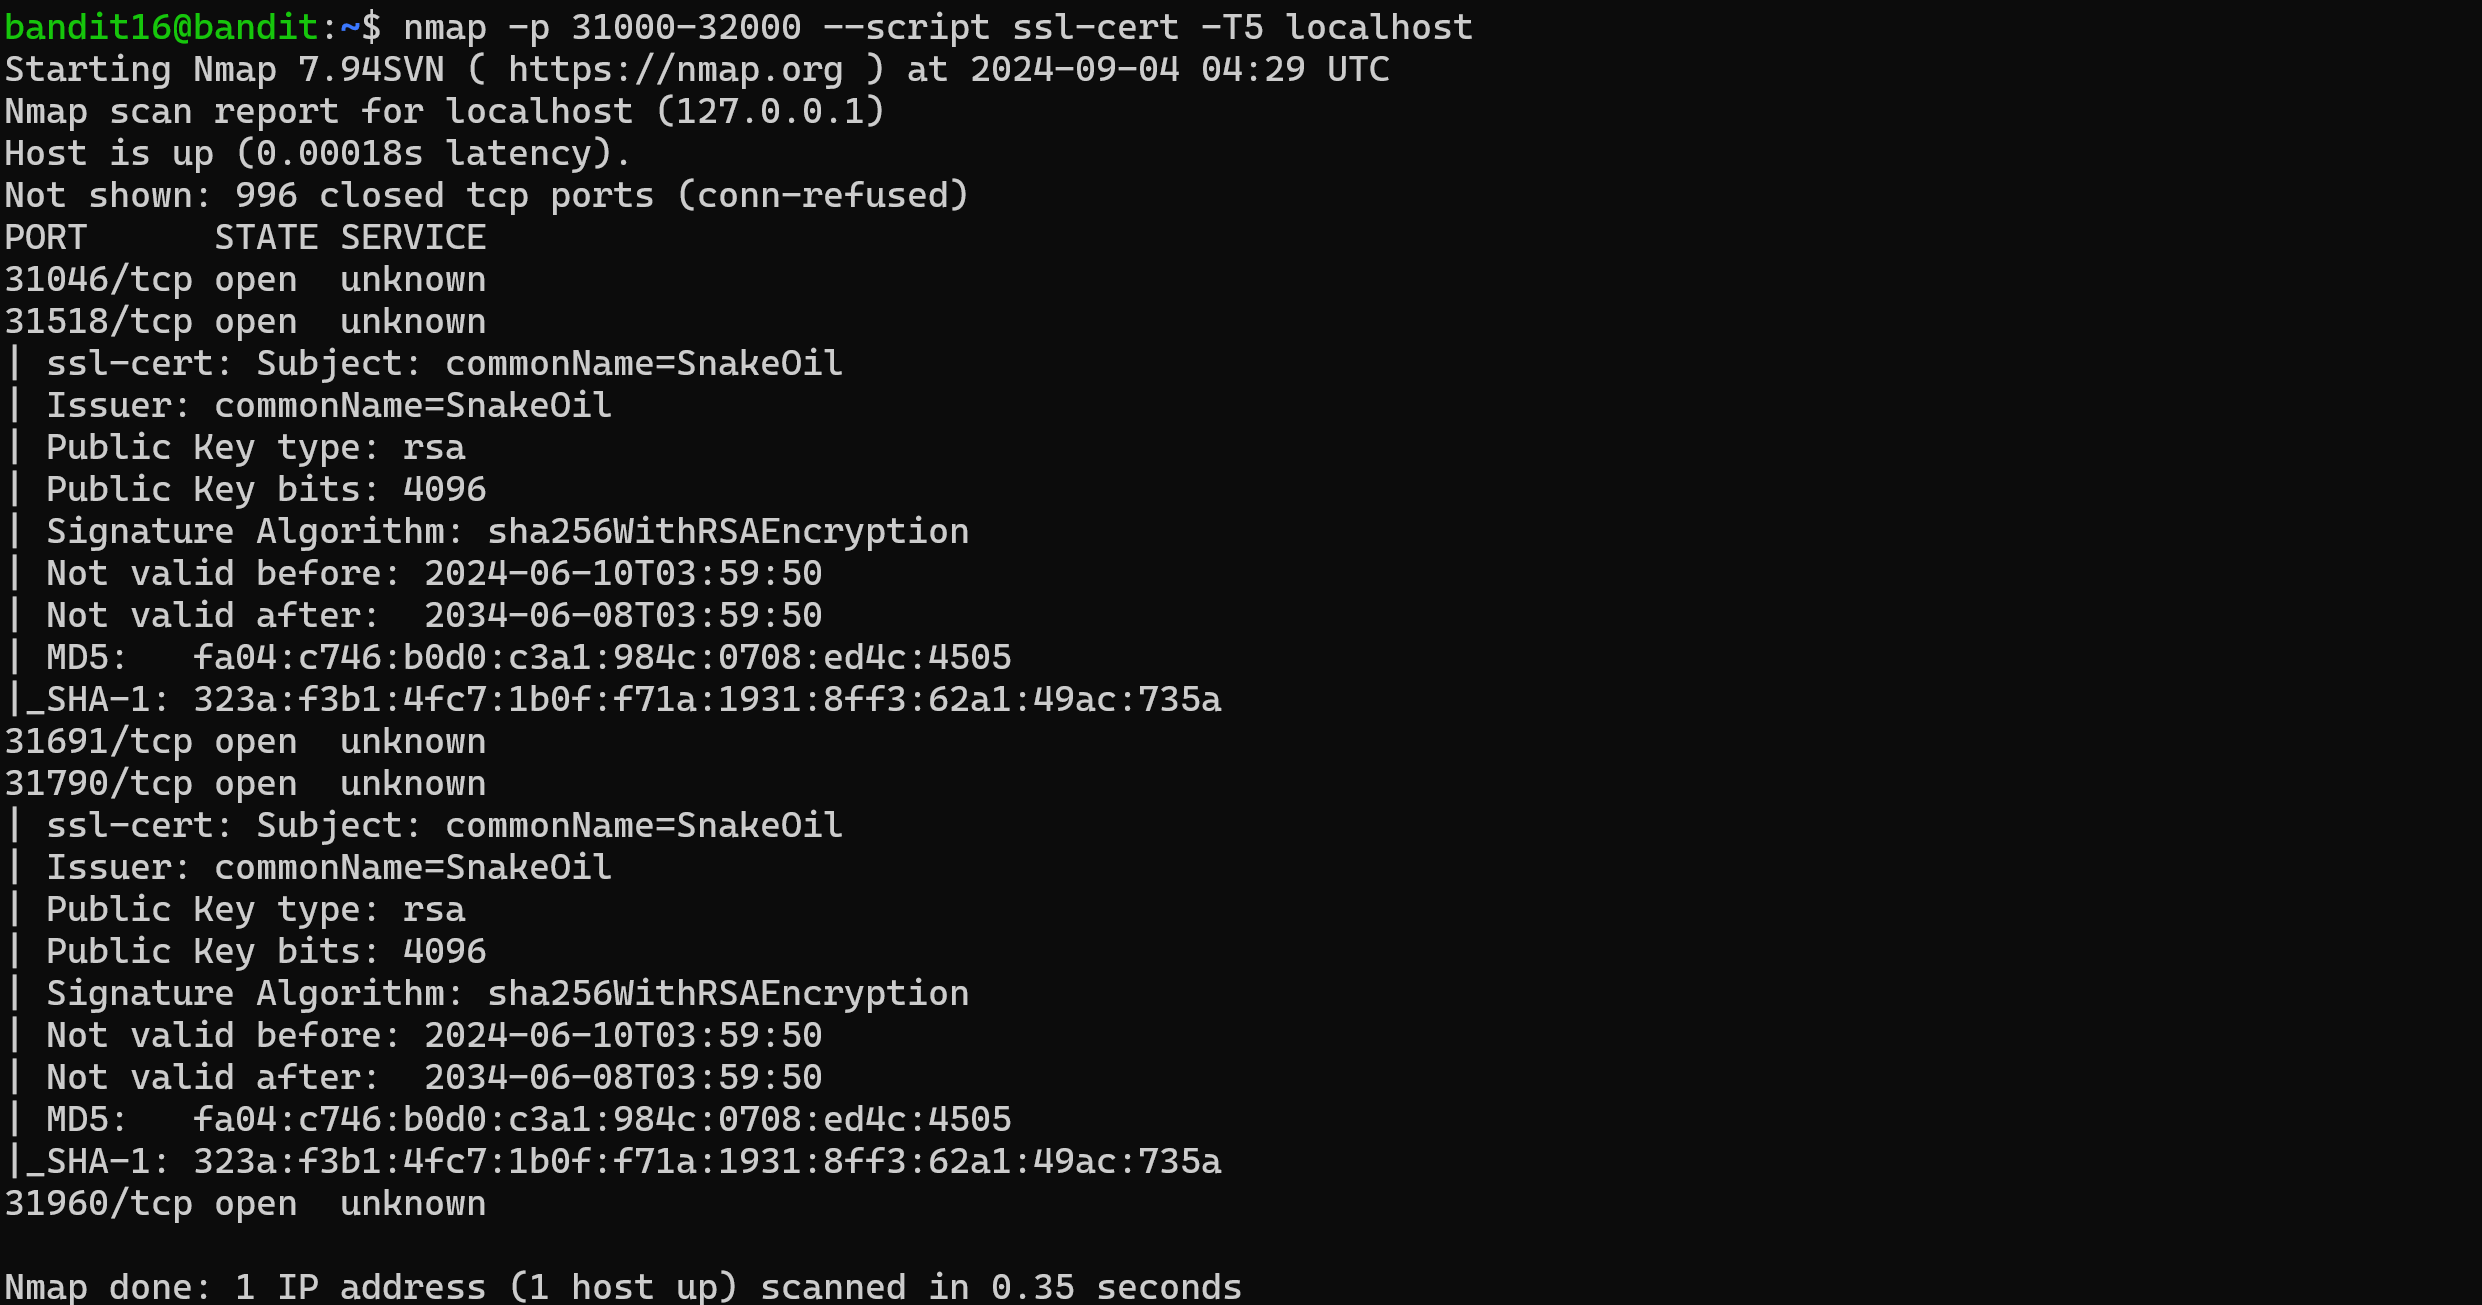 bandit16@bandit:~$ nmap -p 31000-32000 --script ssl-cert -T5 localhost
Starting Nmap 7.94SVN ( https://nmap.org ) at 2024-09-04 04:29 UTC
Nmap scan report for localhost (127.0.0.1)
Host is up (0.00018s latency).
Not shown: 996 closed tcp ports (conn-refused)
PORT      STATE SERVICE
31046/tcp open  unknown
31518/tcp open  unknown
| ssl-cert: Subject: commonName=SnakeOil
| Issuer: commonName=SnakeOil
| Public Key type: rsa
| Public Key bits: 4096
| Signature Algorithm: sha256WithRSAEncryption
| Not valid before: 2024-06-10T03:59:50
| Not valid after:  2034-06-08T03:59:50
| MD5:   fa04:c746:b0d0:c3a1:984c:0708:ed4c:4505
|_SHA-1: 323a:f3b1:4fc7:1b0f:f71a:1931:8ff3:62a1:49ac:735a
31691/tcp open  unknown
31790/tcp open  unknown
| ssl-cert: Subject: commonName=SnakeOil
| Issuer: commonName=SnakeOil
| Public Key type: rsa
| Public Key bits: 4096
| Signature Algorithm: sha256WithRSAEncryption
| Not valid before: 2024-06-10T03:59:50
| Not valid after:  2034-06-08T03:59:50
| MD5:   fa04:c746:b0d0:c3a1:984c:0708:ed4c:4505
|_SHA-1: 323a:f3b1:4fc7:1b0f:f71a:1931:8ff3:62a1:49ac:735a
31960/tcp open  unknown
Nmap done: 1 IP address (1 host up) scanned in 0.35 seconds